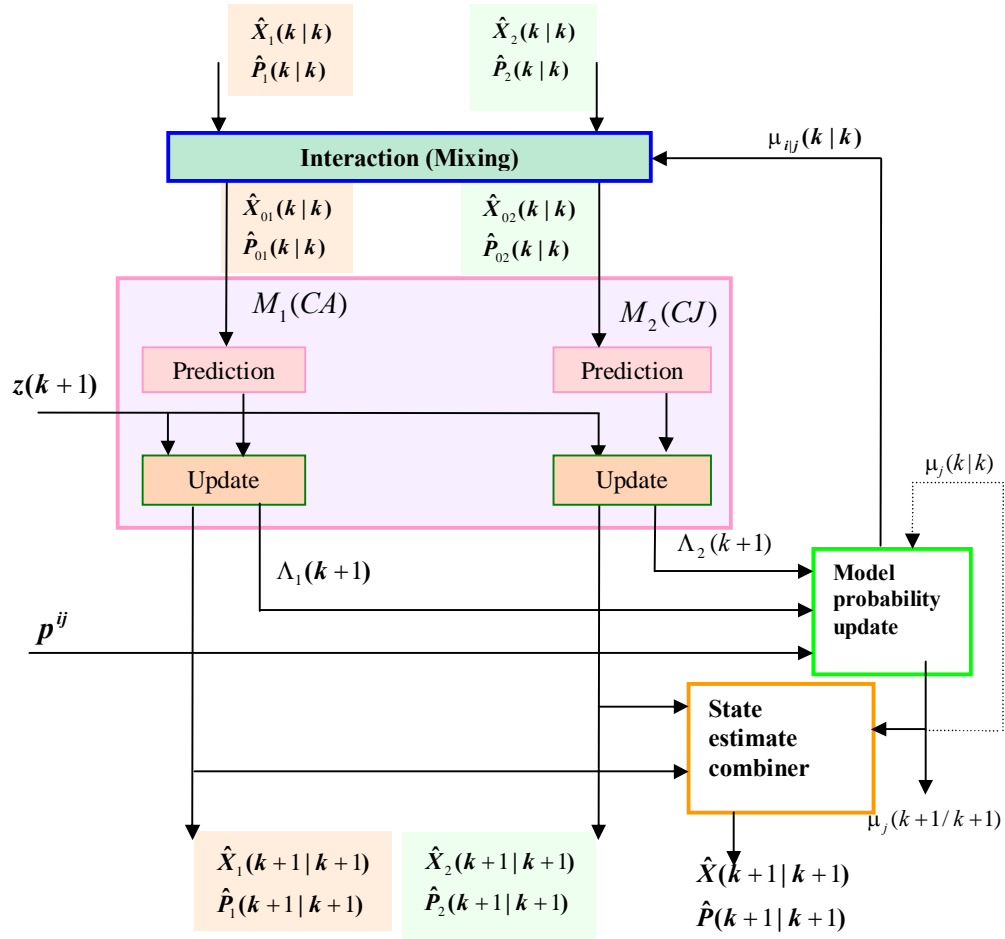 X̂₁(k | k)
P̂₁(k | k)
X̂₂(k | k)
P̂₂(k | k)
Interaction (Mixing)
μᵢ|ⱼ(k | k)
X̂₀₁(k | k)
P̂₀₁(k | k)
X̂₀₂(k | k)
P̂₀₂(k | k)
M₁(CA)
M₂(CJ)
Prediction
Prediction
z(k + 1)
Update
Update
μⱼ(k | k)
Λ₁(k + 1)
Λ₂(k + 1)
Model
probability
update
pⁱʲ
State
estimate
combiner
μⱼ(k + 1 / k + 1)
X̂₁(k + 1 | k + 1)
P̂₁(k + 1 | k + 1)
X̂₂(k + 1 | k + 1)
P̂₂(k + 1 | k + 1)
X̂(k + 1 | k + 1)
P̂(k + 1 | k + 1)